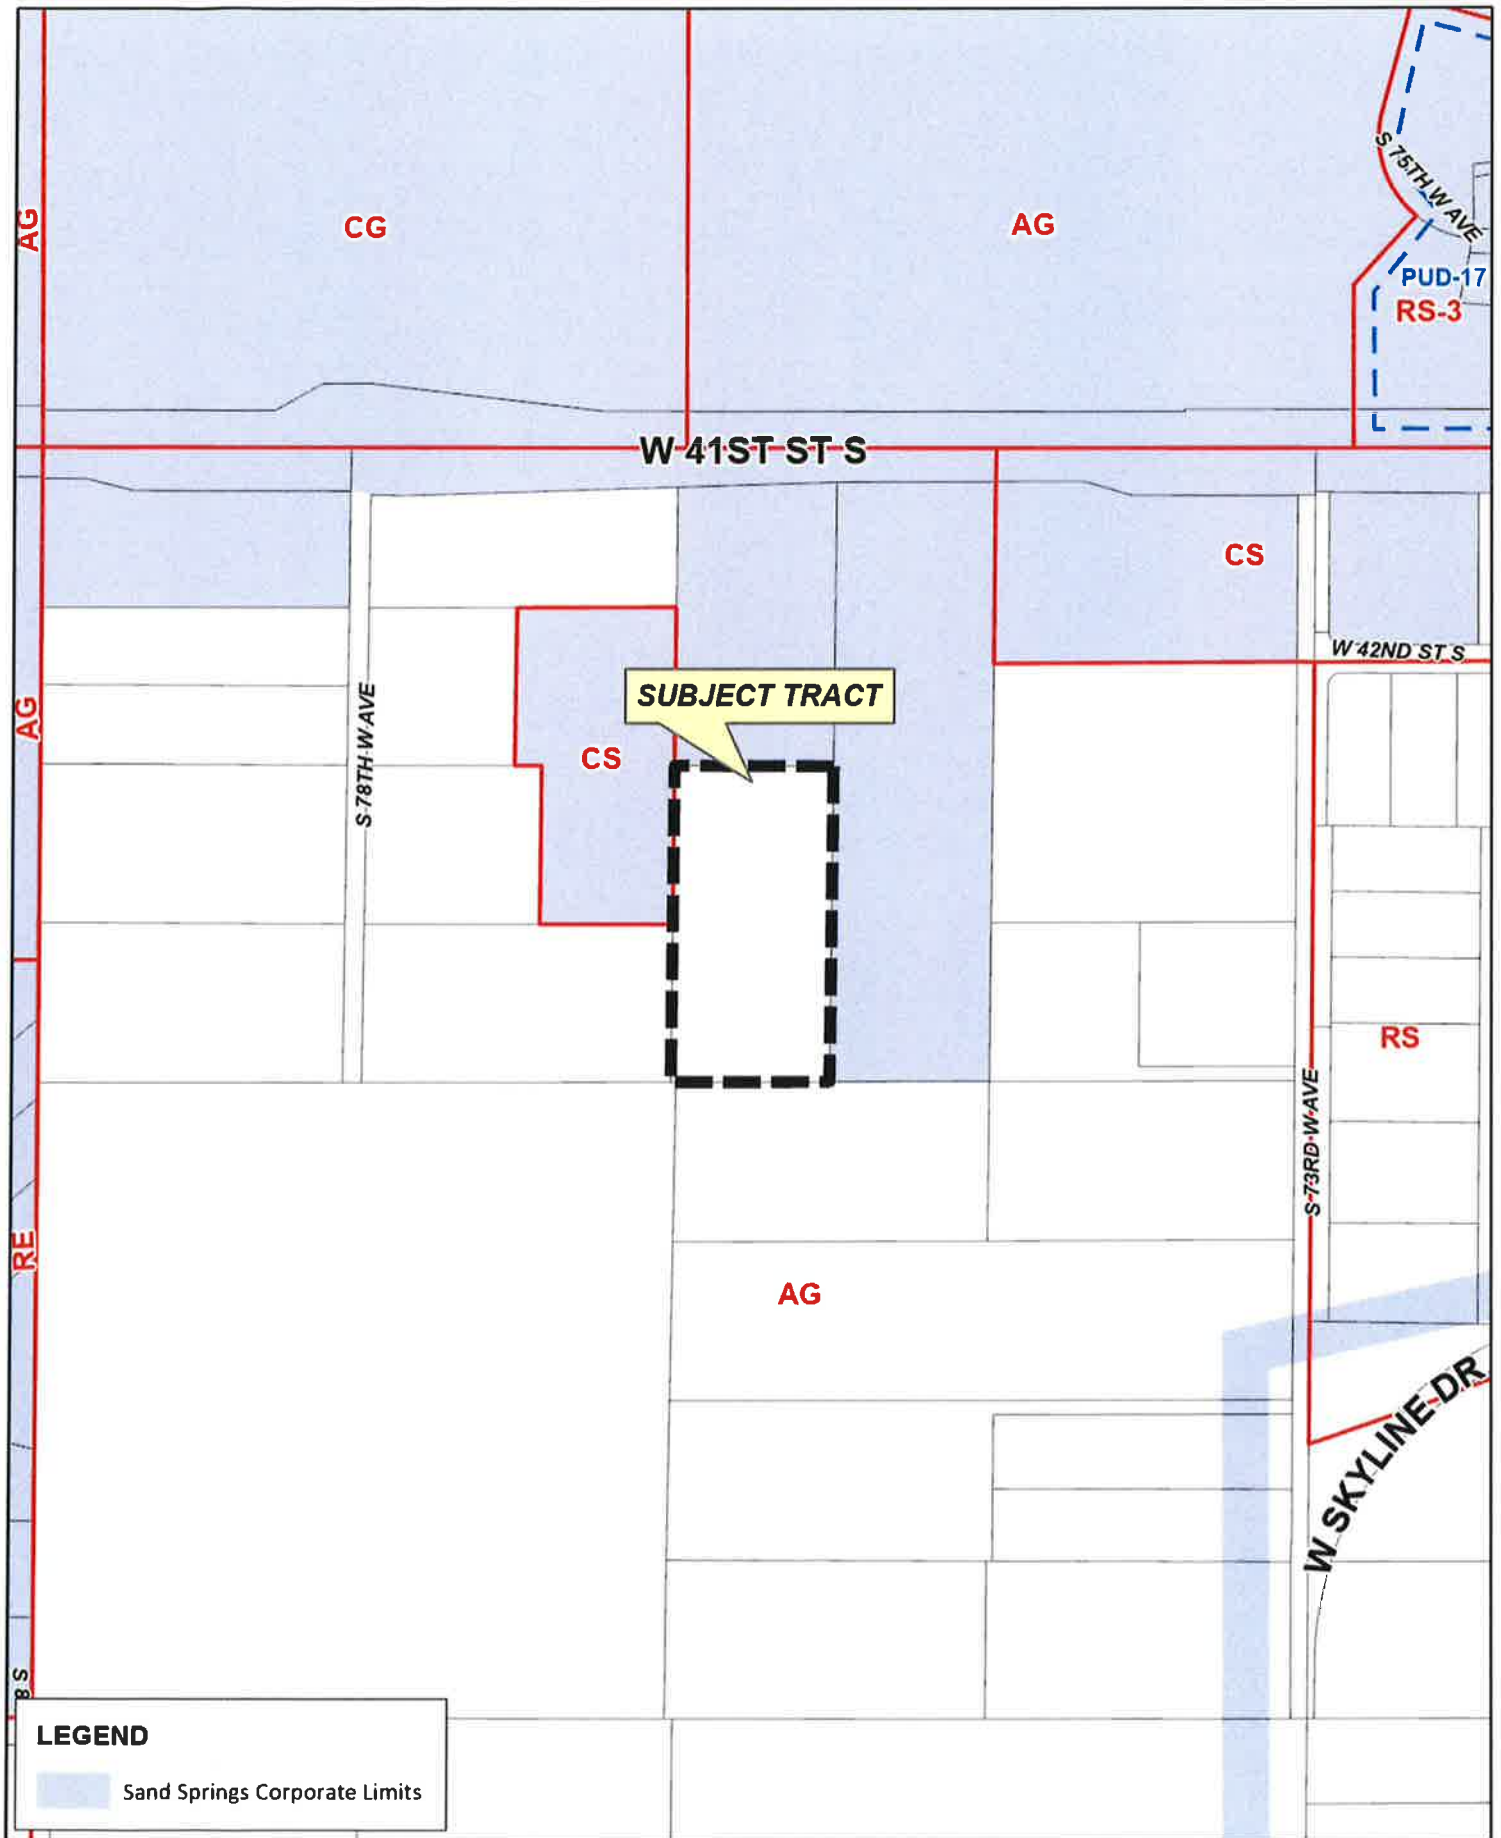 S 75TH W AVE
AG
CG
AG
PUD-17
RS-3
W 41ST ST S
CS
W 42ND ST S
SUBJECT TRACT
AG
S 78TH W AVE
CS
RS
S 73RD W AVE
RE
AG
W SKYLINE DR
8 S
LEGEND
Sand Springs Corporate Limits